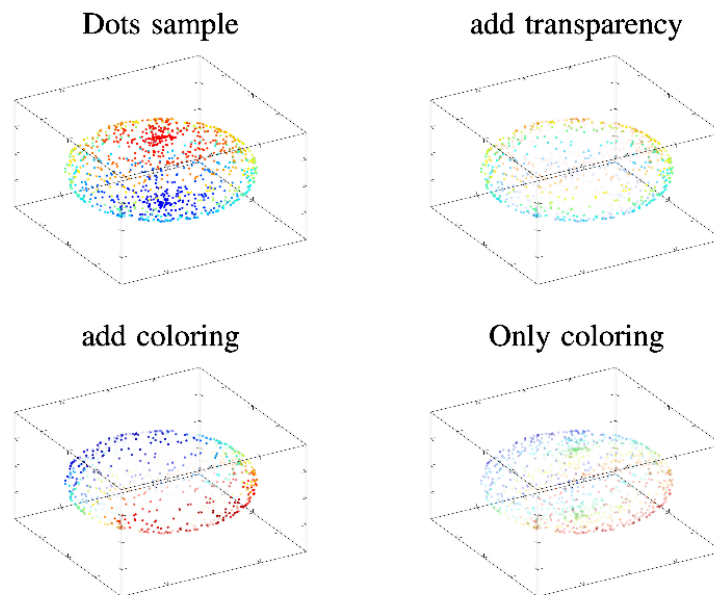 Dots sample
add transparency
add coloring
Only coloring